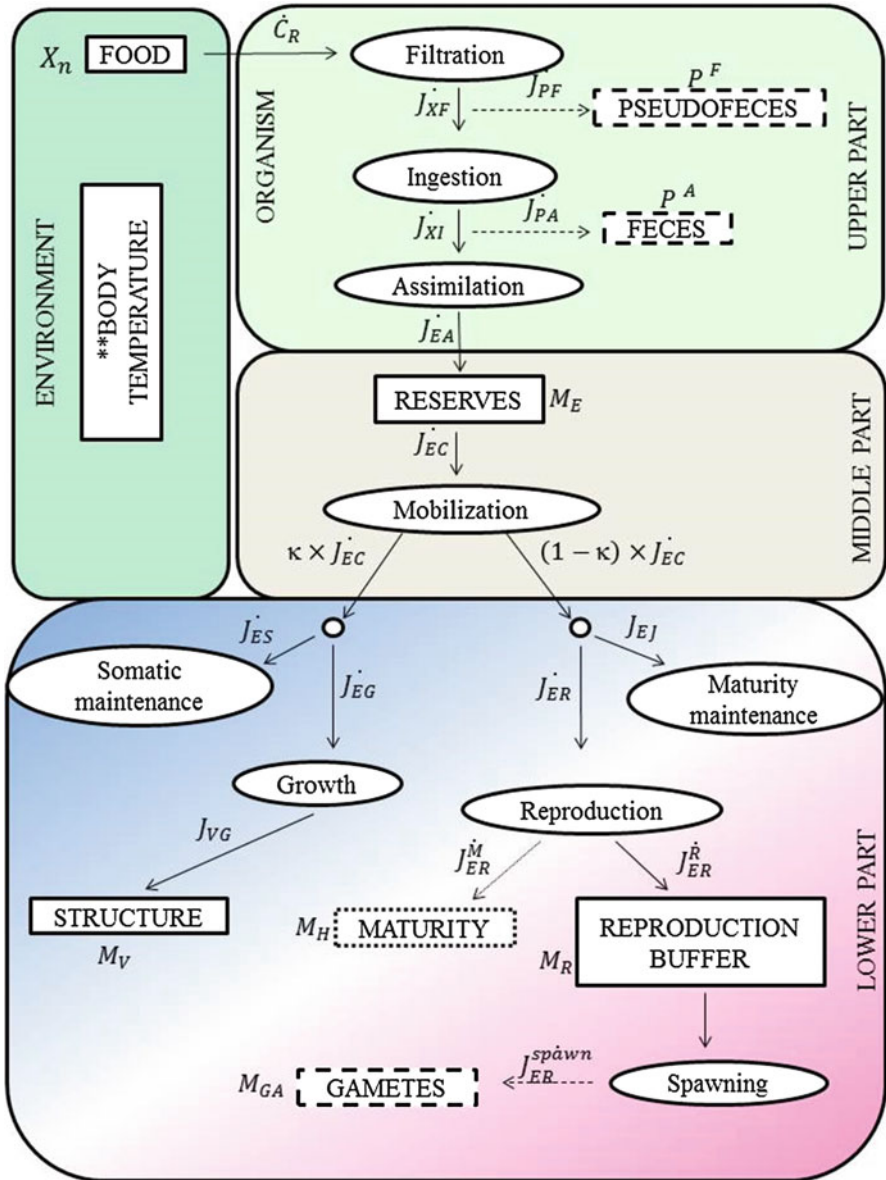 X_n
FOOD
Ċ_R
Filtration
J̇_XF
J̇_PF
P^F
PSEUDOFECES
Ingestion
J̇_XI
J̇_PA
P^A
FECES
Assimilation
J̇_EA
ORGANISM
UPPER PART
ENVIRONMENT
**BODY
TEMPERATURE
RESERVES
M_E
J̇_EC
Mobilization
κ × J̇_EC
(1 − κ) × J̇_EC
MIDDLE PART
J̇_ES
J_EJ
Somatic
maintenance
J̇_EG
J̇_ER
Maturity
maintenance
Growth
Reproduction
J_VG
J_ER^Ṁ
J_ER^Ṙ
STRUCTURE
M_V
M_H
MATURITY
M_R
REPRODUCTION
BUFFER
M_GA
GAMETES
J_ER^spȧwn
Spawning
LOWER PART